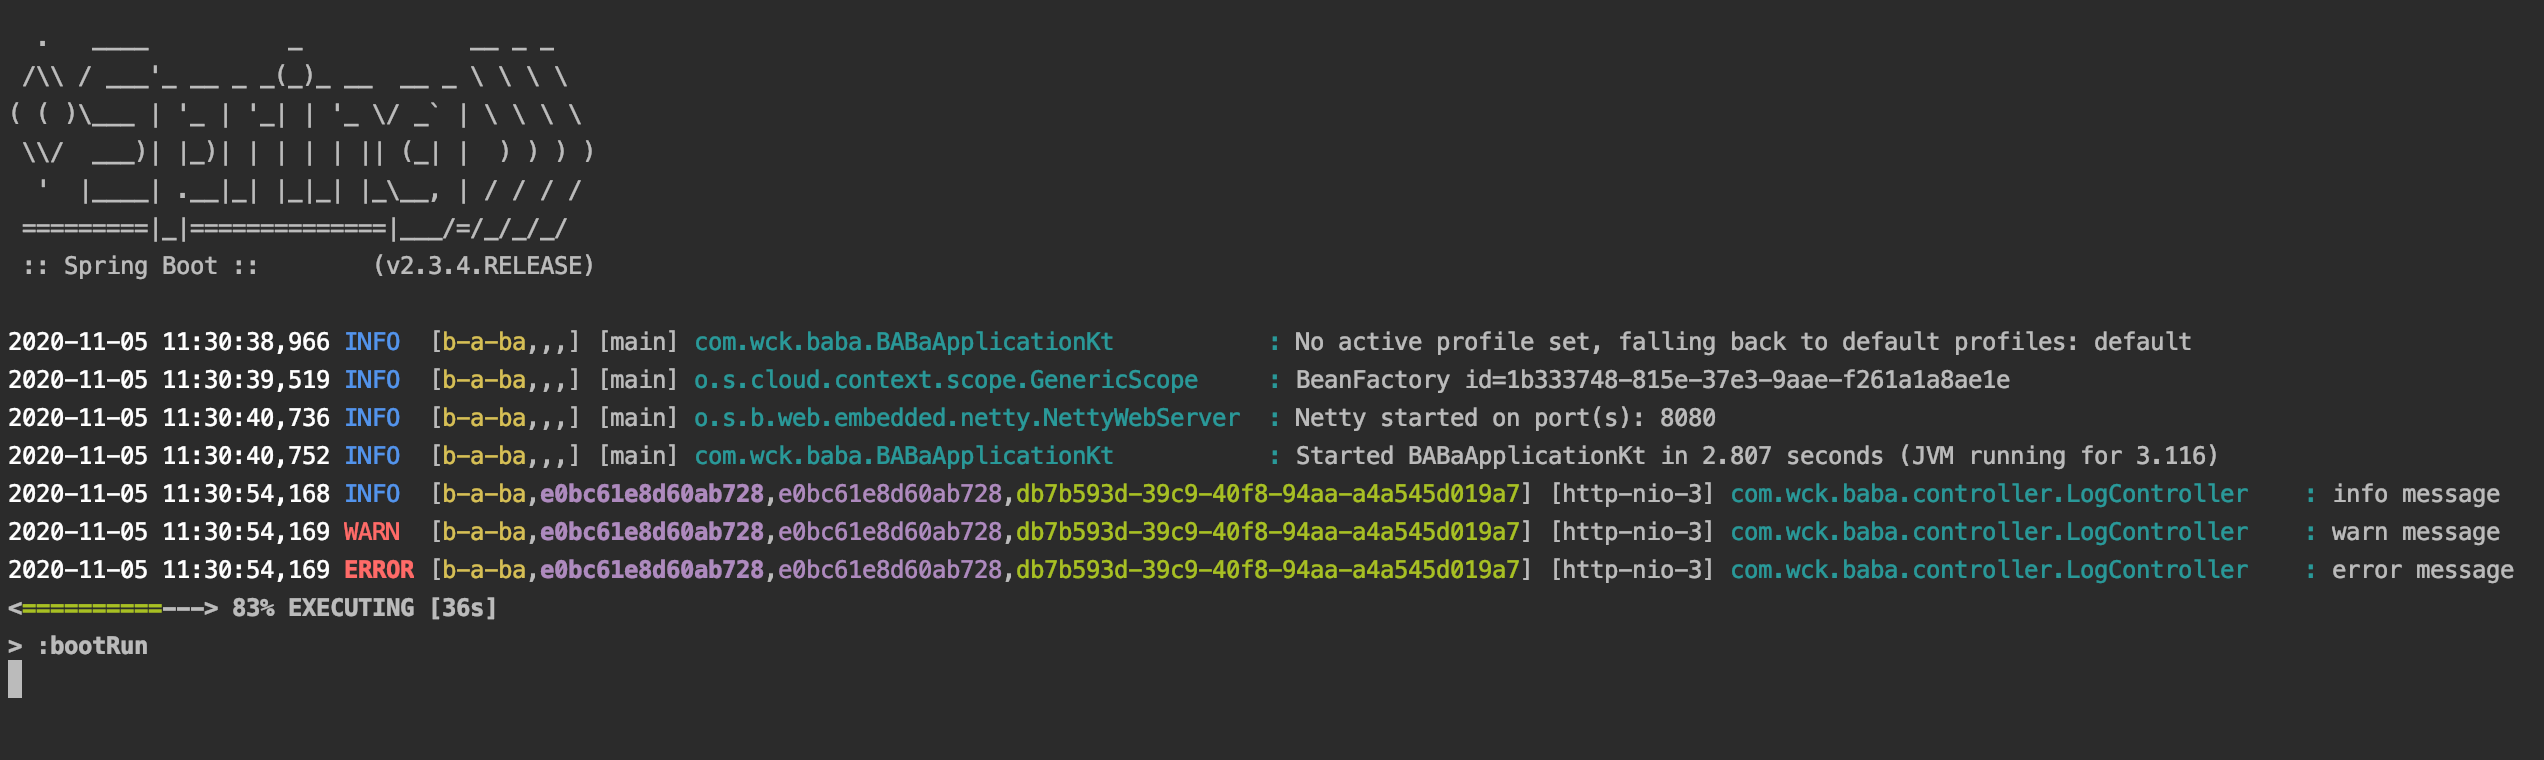 .   ____          _            __ _ _
 /\\ / ___'_ __ _ _(_)_ __  __ _ \ \ \ \
( ( )\___ | '_ | '_| | '_ \/ _` | \ \ \ \
 \\/  ___)| |_)| | | | | || (_| |  ) ) ) )
  '  |____| .__|_| |_|_| |_\__, | / / / /
 =========|_|==============|___/=/_/_/_/
 :: Spring Boot ::        (v2.3.4.RELEASE)
2020-11-05 11:30:38,966 INFO  [b-a-ba,,,] [main] com.wck.baba.BABaApplicationKt           : No active profile set, falling back to default profiles: default
2020-11-05 11:30:39,519 INFO  [b-a-ba,,,] [main] o.s.cloud.context.scope.GenericScope     : BeanFactory id=1b333748-815e-37e3-9aae-f261a1a8ae1e
2020-11-05 11:30:40,736 INFO  [b-a-ba,,,] [main] o.s.b.web.embedded.netty.NettyWebServer  : Netty started on port(s): 8080
2020-11-05 11:30:40,752 INFO  [b-a-ba,,,] [main] com.wck.baba.BABaApplicationKt           : Started BABaApplicationKt in 2.807 seconds (JVM running for 3.116)
2020-11-05 11:30:54,168 INFO  [b-a-ba,e0bc61e8d60ab728,e0bc61e8d60ab728,db7b593d-39c9-40f8-94aa-a4a545d019a7] [http-nio-3] com.wck.baba.controller.LogController    : info message
2020-11-05 11:30:54,169 WARN  [b-a-ba,e0bc61e8d60ab728,e0bc61e8d60ab728,db7b593d-39c9-40f8-94aa-a4a545d019a7] [http-nio-3] com.wck.baba.controller.LogController    : warn message
2020-11-05 11:30:54,169 ERROR [b-a-ba,e0bc61e8d60ab728,e0bc61e8d60ab728,db7b593d-39c9-40f8-94aa-a4a545d019a7] [http-nio-3] com.wck.baba.controller.LogController    : error message
<==========---> 83% EXECUTING [36s]
> :bootRun